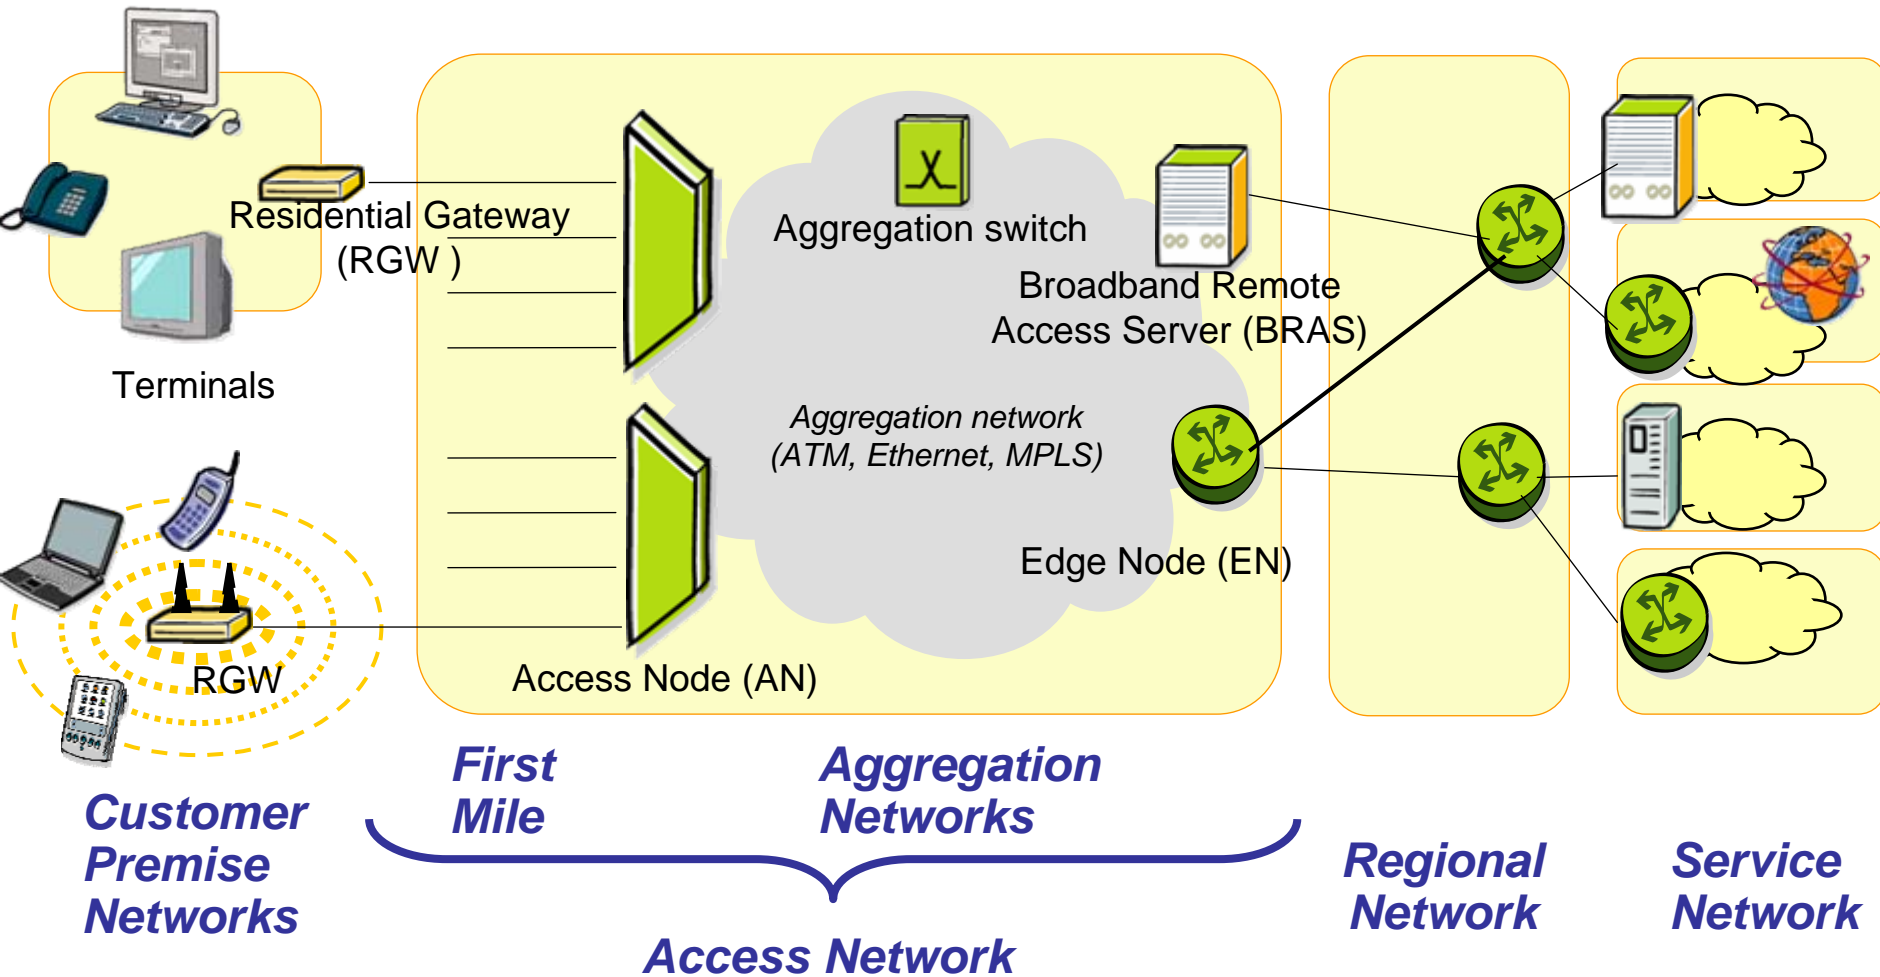 Residential Gateway
(RGW )
Aggregation switch
Broadband Remote
Access Server (BRAS)
Terminals
Aggregation network
(ATM, Ethernet, MPLS)
Edge Node (EN)
RGW
Access Node (AN)
First
Mile
Aggregation
Networks
Customer
Premise
Networks
Regional
Network
Service
Network
Access Network